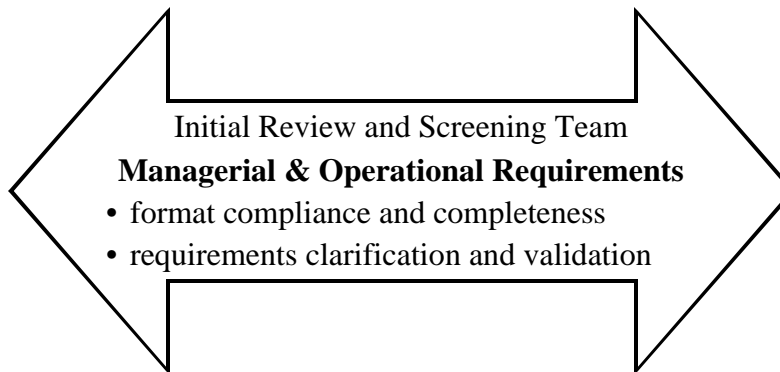 Initial Review and Screening Team
Managerial & Operational Requirements
• format compliance and completeness
• requirements clarification and validation